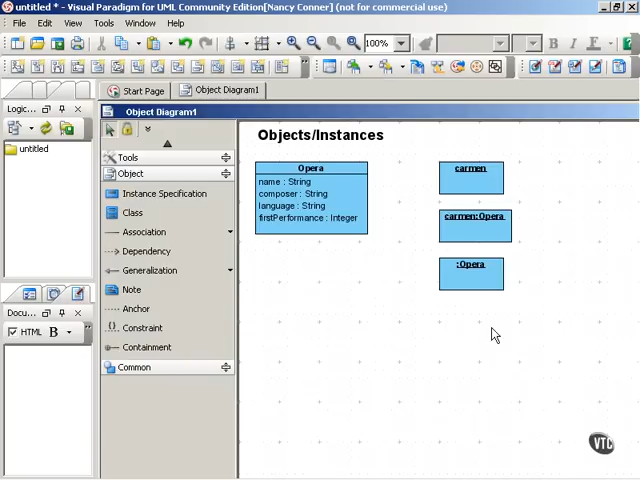 untitled * - Visual Paradigm for UML Community Edition[Nancy Conner] (not for commercial use)
File Edit View Tools Window Help
100%
B I
Start Page Object Diagram1
Logic...
Object Diagram1
untitled
Tools
Object
Instance Specification
Class
Association
Dependency
Generalization
Note
Anchor
Constraint
Containment
Common
Docu...
HTML B
Objects/Instances
Opera
name : String
composer : String
language : String
firstPerformance : Integer
carmen
carmen:Opera
:Opera
VTC